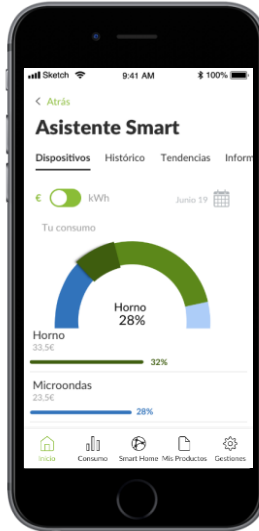 Sketch 9:41 AM 100%
< Atrás
Asistente Smart
Dispositivos Histórico Tendencias Inform
€ kWh Junio 19
Tu consumo
Horno
28%
Horno
33,5€
32%
Microondas
23,5€
28%
Inicio Consumo Smart Home Mis Productos Gestiones